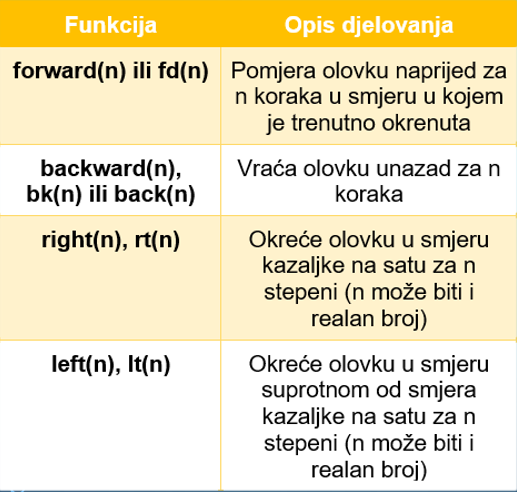 Funkcija
Opis djelovanja
forward(n) ili fd(n)
Pomjera olovku naprijed za
n koraka u smjeru u kojem
je trenutno okrenuta
backward(n),
bk(n) ili back(n)
Vraća olovku unazad za n
koraka
right(n), rt(n)
Okreće olovku u smjeru
kazaljke na satu za n
stepeni (n može biti i
realan broj)
left(n), lt(n)
Okreće olovku u smjeru
suprotnom od smjera
kazaljke na satu za n
stepeni (n može biti i
realan broj)